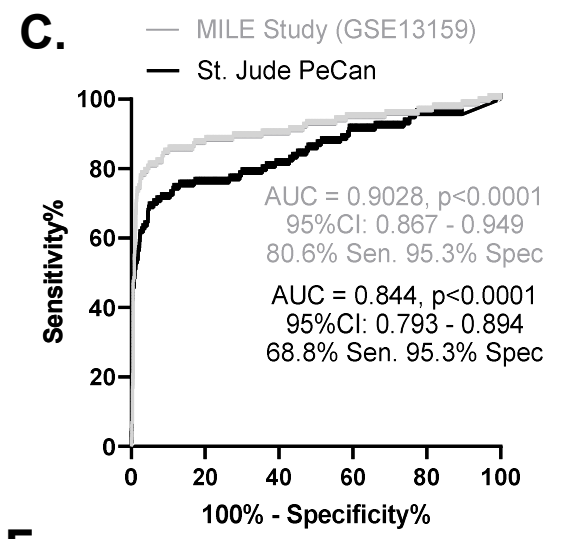 C.
MILE Study (GSE13159)
St. Jude PeCan
100
80
60
40
20
0
Sensitivity%
AUC = 0.9028, p<0.0001
95%CI: 0.867 - 0.949
80.6% Sen. 95.3% Spec
AUC = 0.844, p<0.0001
95%CI: 0.793 - 0.894
68.8% Sen. 95.3% Spec
0 20 40 60 80 100
100% - Specificity%